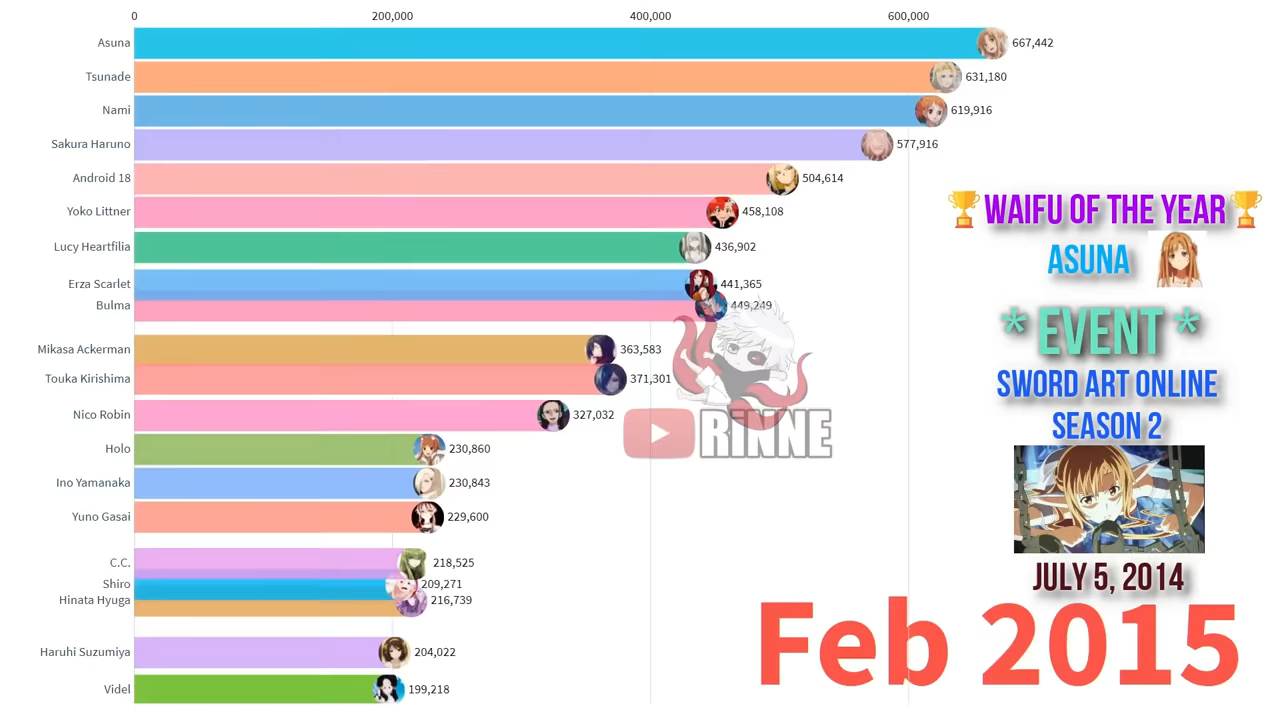 0 200,000 400,000 600,000
Asuna 667,442
Tsunade 631,180
Nami 619,916
Sakura Haruno 577,916
Android 18 504,614
Yoko Littner 458,108
Lucy Heartfilia 436,902
Erza Scarlet 441,365
Bulma 449,249
Mikasa Ackerman 363,583
Touka Kirishima 371,301
Nico Robin 327,032
Holo 230,860
Ino Yamanaka 230,843
Yuno Gasai 229,600
C.C. 218,525
Shiro 209,271
Hinata Hyuga 216,739
Haruhi Suzumiya 204,022
Videl 199,218
WAIFU OF THE YEAR
ASUNA
* EVENT *
SWORD ART ONLINE
SEASON 2
JULY 5, 2014
Feb 2015
RiNNE